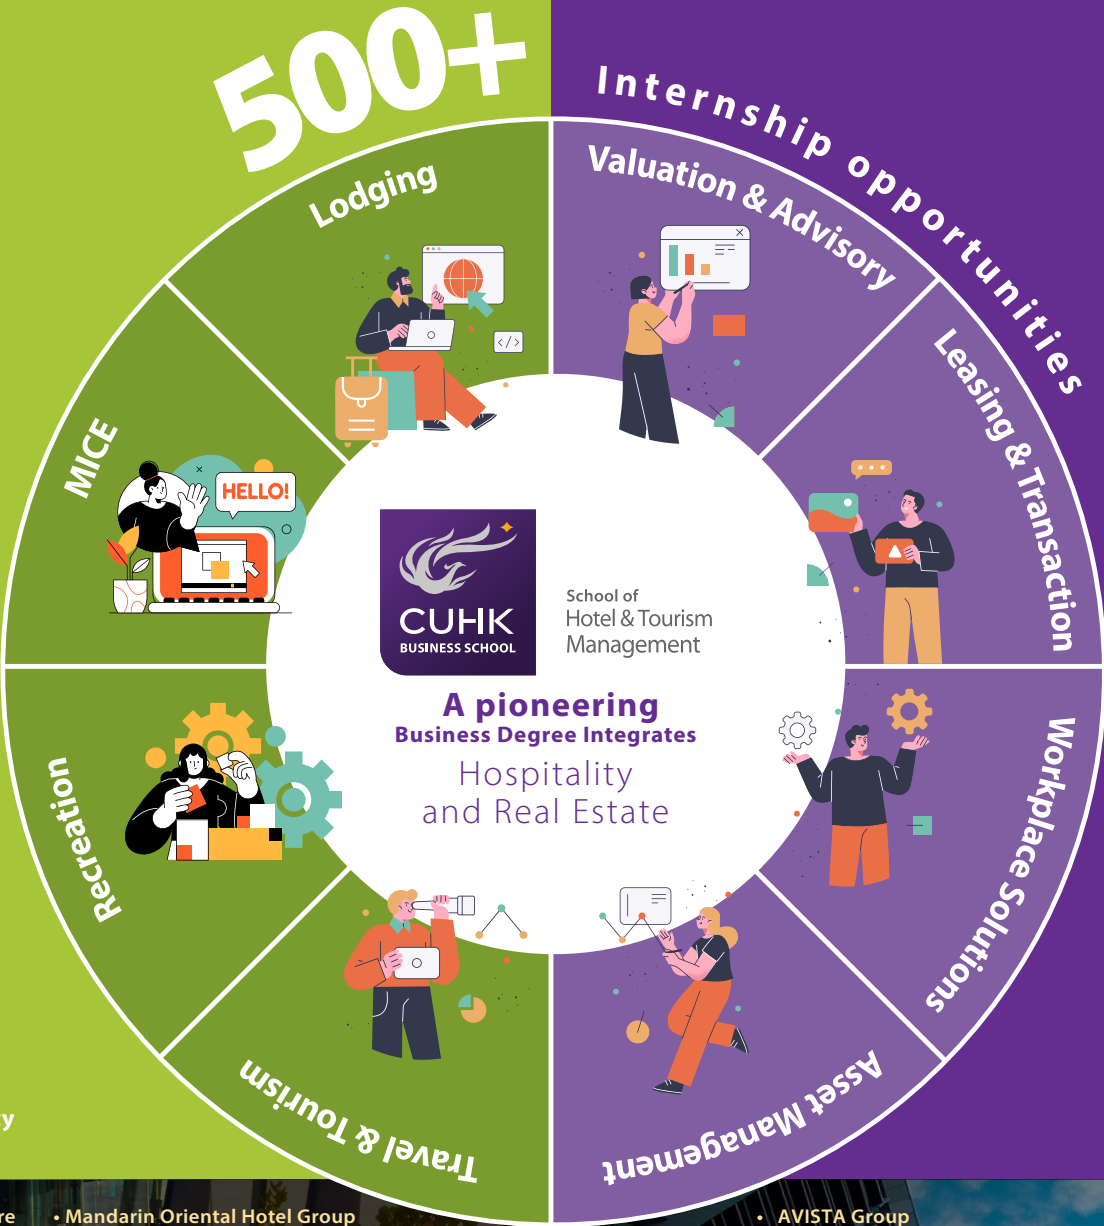 500+
Internship opportunities
Lodging
Valuation & Advisory
Leasing & Transaction
MICE
HELLO!
</>
CUHK
BUSINESS SCHOOL
School of
Hotel & Tourism
Management
A pioneering
Business Degree Integrates
Hospitality
and Real Estate
Recreation
Workplace Solutions
Travel & Tourism
Asset Management
• Mandarin Oriental Hotel Group
• AVISTA Group